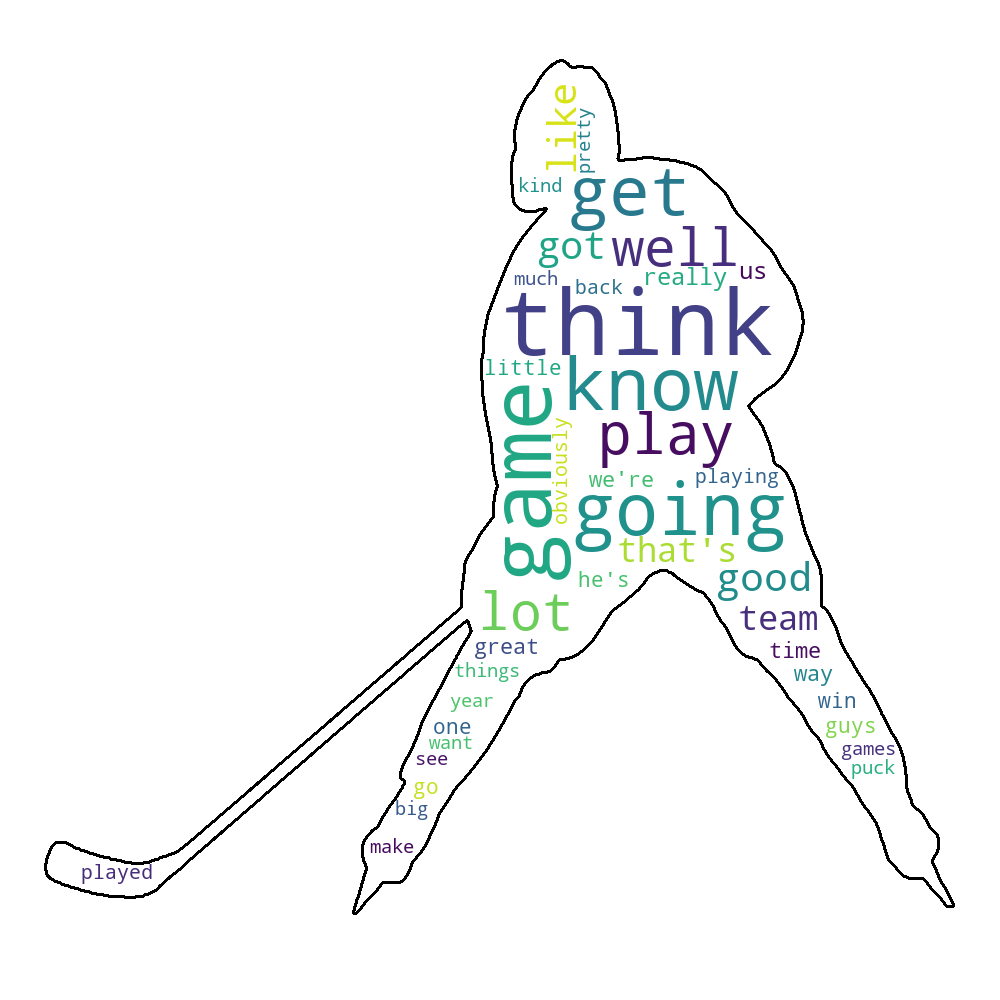 like
pretty
kind
get
got
well
us
much
back
really
think
little
know
game
obviously
play
we're
playing
going
that's
he's
good
lot
team
great
time
things
way
year
win
one
guys
want
games
see
puck
go
big
make
played